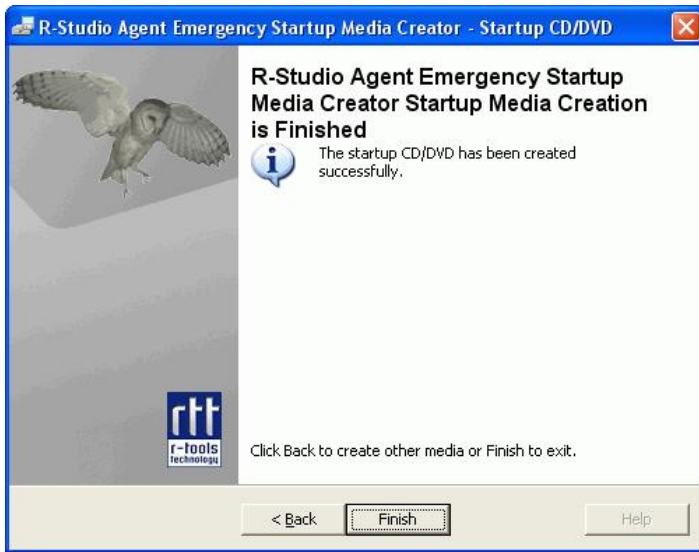 R-Studio Agent Emergency Startup Media Creator - Startup CD/DVD
R-Studio Agent Emergency Startup
Media Creator Startup Media Creation
is Finished
The startup CD/DVD has been created
successfully.
rtt
r-tools
technology
Click Back to create other media or Finish to exit.
< Back
Finish
Help